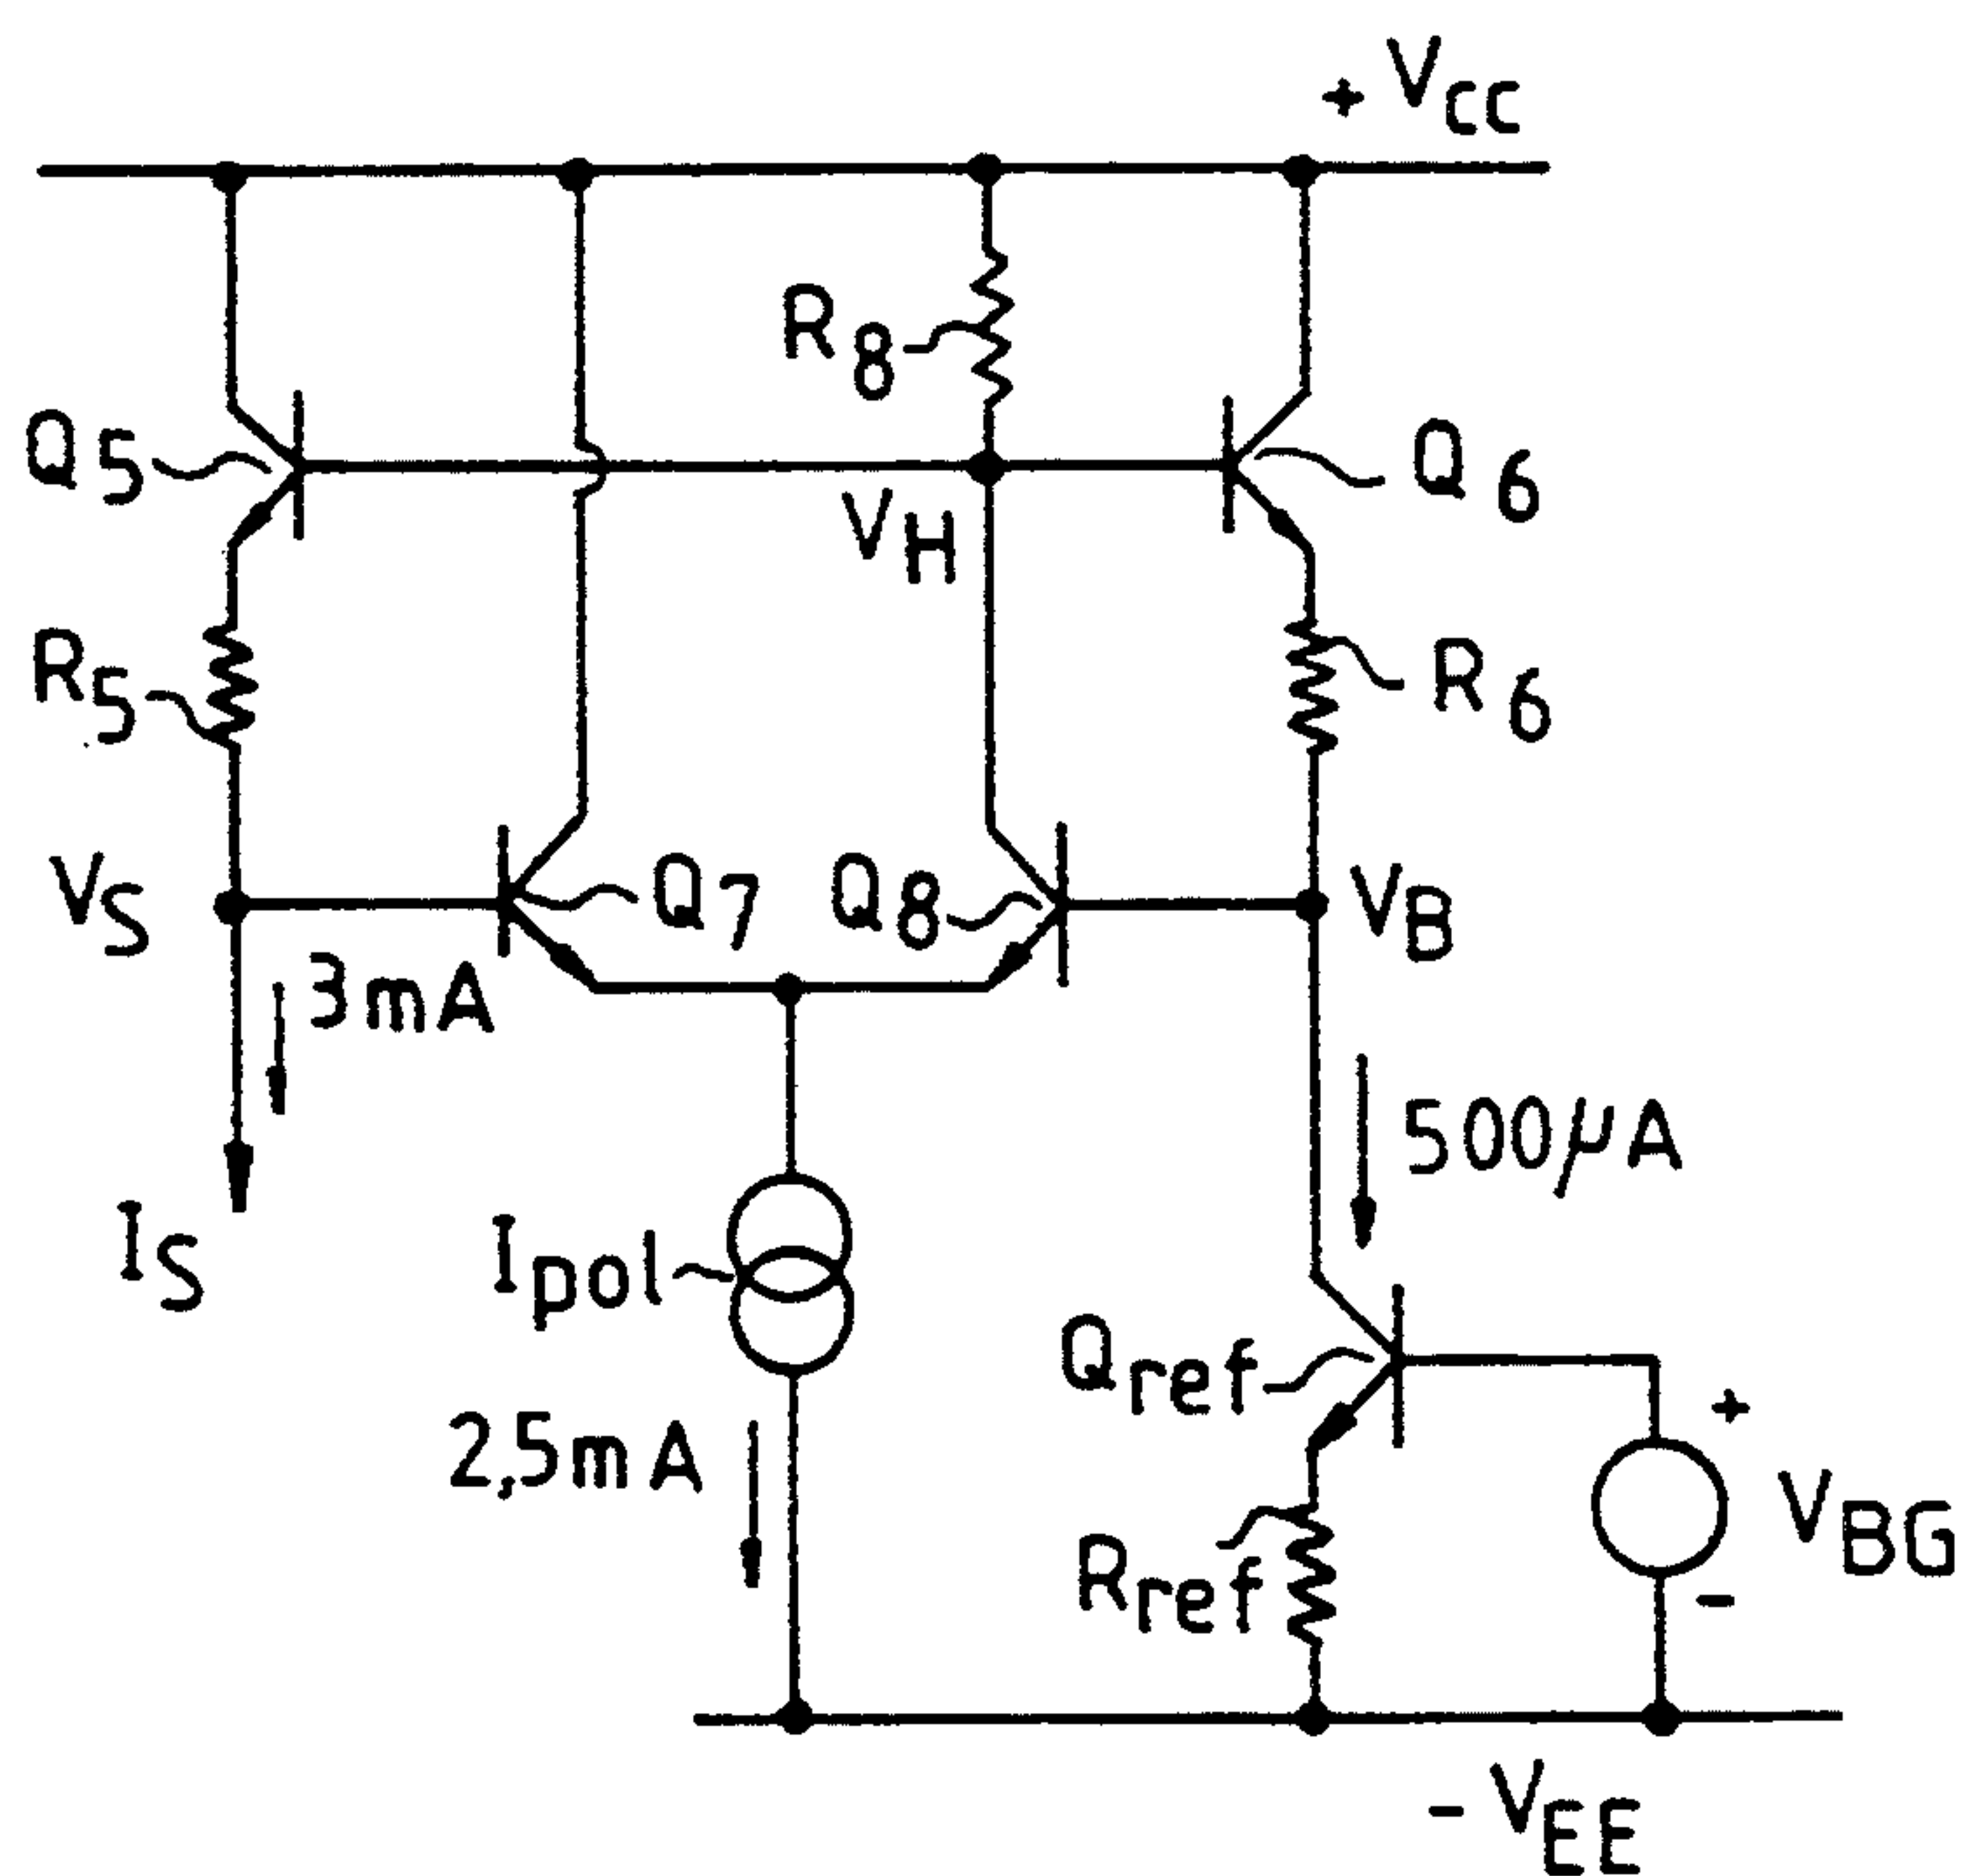 + VCC
R8
Q5
Q6
VH
R5
R6
VS
Q7
Q8
VB
3mA
500µA
IS
Ipol
Qref
+
2,5mA
VBG
Rref
-
- VEE